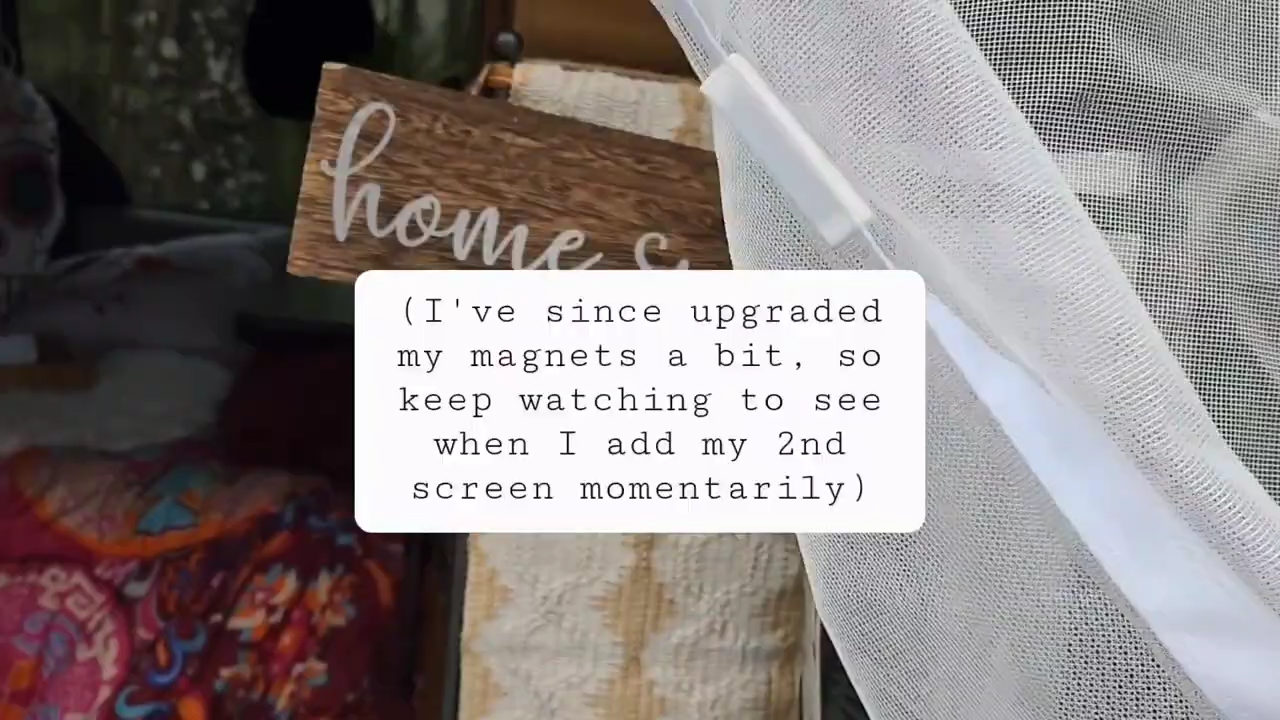 home &
(I've since upgraded
my magnets a bit, so
keep watching to see
when I add my 2nd
screen momentarily)